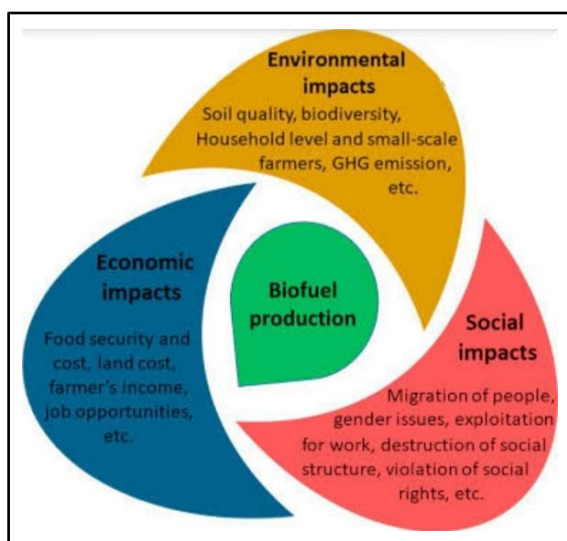 Environmental
impacts
Soil quality, biodiversity,
Household level and small-scale
farmers, GHG emission,
etc.
Economic
impacts
Food security and
cost, land cost,
farmer's income,
job opportunities,
etc.
Biofuel
production
Social
impacts
Migration of people,
gender issues, exploitation
for work, destruction of social
structure, violation of social
rights, etc.